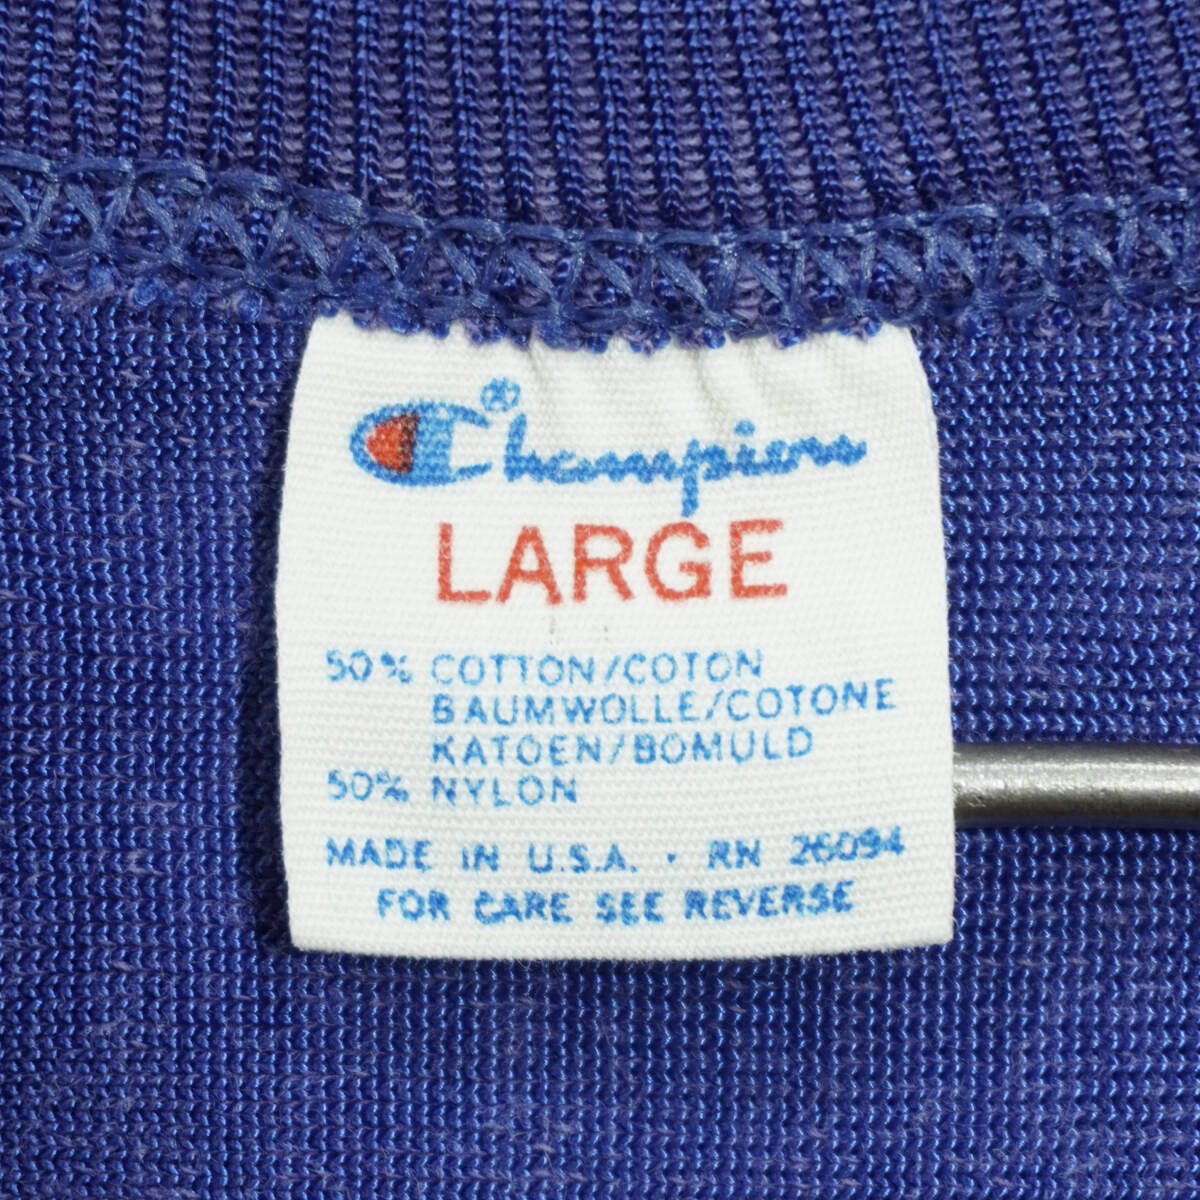 Champion®
LARGE
50% COTTON/COTON
BAUMWOLLE/COTONE
KATOEN/BOMULD
50% NYLON
MADE IN U.S.A. · RN 26094
FOR CARE SEE REVERSE